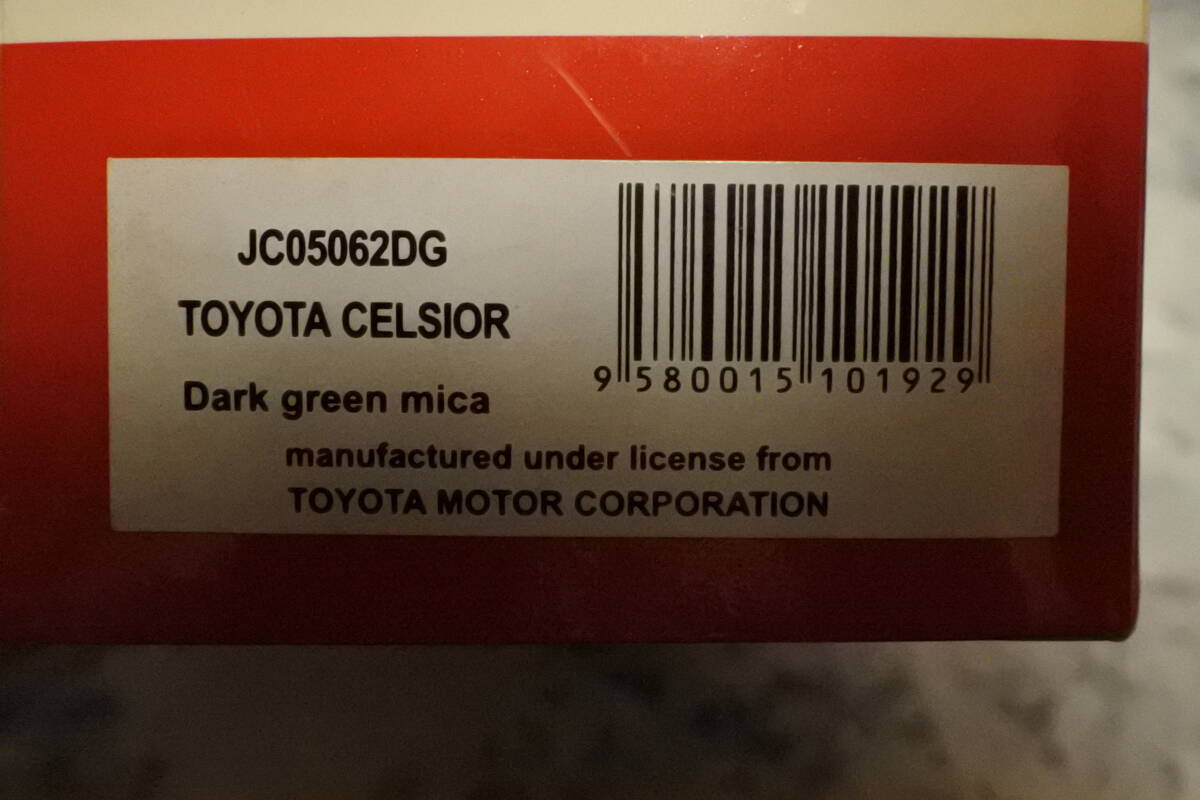 JC05062DG
TOYOTA CELSIOR
Dark green mica
manufactured under license from
TOYOTA MOTOR CORPORATION
9 580015 101929